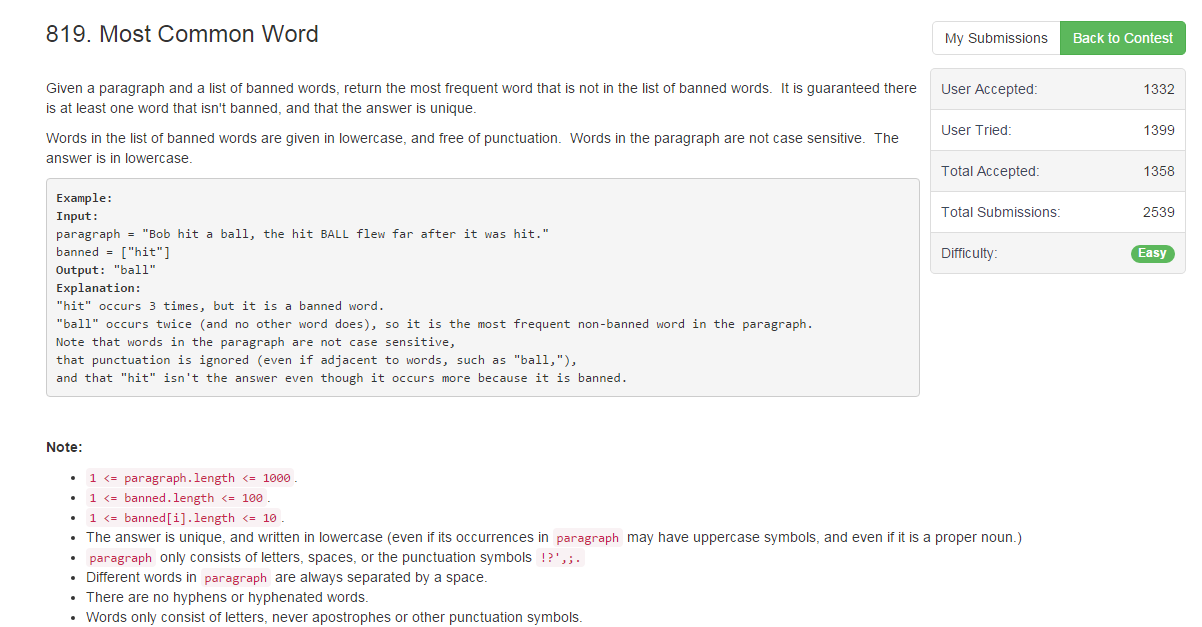 819. Most Common Word
My Submissions
Back to Contest
Given a paragraph and a list of banned words, return the most frequent word that is not in the list of banned words. It is guaranteed there
is at least one word that isn't banned, and that the answer is unique.
Words in the list of banned words are given in lowercase, and free of punctuation. Words in the paragraph are not case sensitive. The
answer is in lowercase.
User Accepted: 1332
User Tried: 1399
Total Accepted: 1358
Total Submissions: 2539
Difficulty: Easy
Example:
Input:
paragraph = "Bob hit a ball, the hit BALL flew far after it was hit."
banned = ["hit"]
Output: "ball"
Explanation:
"hit" occurs 3 times, but it is a banned word.
"ball" occurs twice (and no other word does), so it is the most frequent non-banned word in the paragraph.
Note that words in the paragraph are not case sensitive,
that punctuation is ignored (even if adjacent to words, such as "ball,"),
and that "hit" isn't the answer even though it occurs more because it is banned.
Note:
• 1 <= paragraph.length <= 1000.
• 1 <= banned.length <= 100.
• 1 <= banned[i].length <= 10.
• The answer is unique, and written in lowercase (even if its occurrences in paragraph may have uppercase symbols, and even if it is a proper noun.)
• paragraph only consists of letters, spaces, or the punctuation symbols !?',;.
• Different words in paragraph are always separated by a space.
• There are no hyphens or hyphenated words.
• Words only consist of letters, never apostrophes or other punctuation symbols.